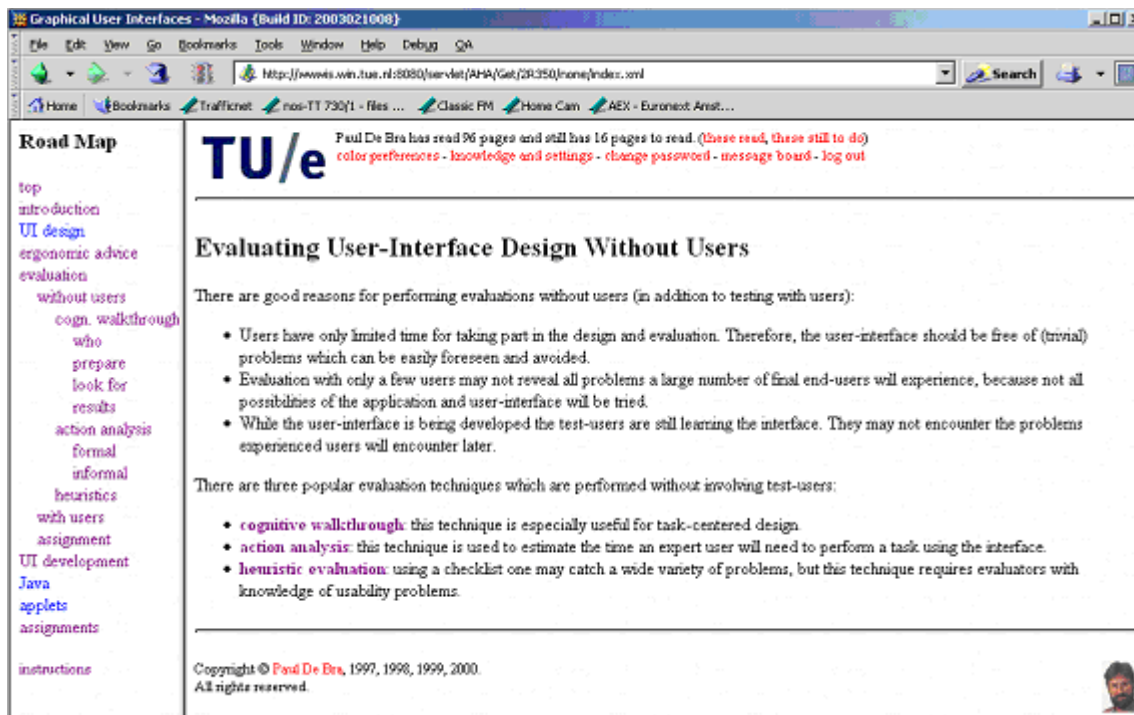 Graphical User Interfaces - Mozilla {Build ID: 2003021008}
File Edit View Go Bookmarks Tools Window Help Debug QA
http://wwwis.win.tue.nl:8080/servlet/AHA/Get/2R350/none/index.xml Search
Home Bookmarks Trafficnet nos-TT 730/1 - files ... Classic FM Home Cam AEX - Euronext Amst...
Road Map
top
introduction
UI design
ergonomic advice
evaluation
without users
cogn. walkthrough
who
prepare
look for
results
action analysis
formal
informal
heuristics
with users
assignment
UI development
Java
applets
assignments
instructions
TU/e
Paul De Bra has read 96 pages and still has 16 pages to read. (these read, these still to do)
color preferences - knowledge and settings - change password - message board - log out
Evaluating User-Interface Design Without Users
There are good reasons for performing evaluations without users (in addition to testing with users):
• Users have only limited time for taking part in the design and evaluation. Therefore, the user-interface should be free of (trivial)
problems which can be easily foreseen and avoided.
• Evaluation with only a few users may not reveal all problems a large number of final end-users will experience, because not all
possibilities of the application and user-interface will be tried.
• While the user-interface is being developed the test-users are still learning the interface. They may not encounter the problems
experienced users will encounter later.
There are three popular evaluation techniques which are performed without involving test-users:
• cognitive walkthrough: this technique is especially useful for task-centered design.
• action analysis: this technique is used to estimate the time an expert user will need to perform a task using the interface.
• heuristic evaluation: using a checklist one may catch a wide variety of problems, but this technique requires evaluators with
knowledge of usability problems.
Copyright © Paul De Bra, 1997, 1998, 1999, 2000.
All rights reserved.